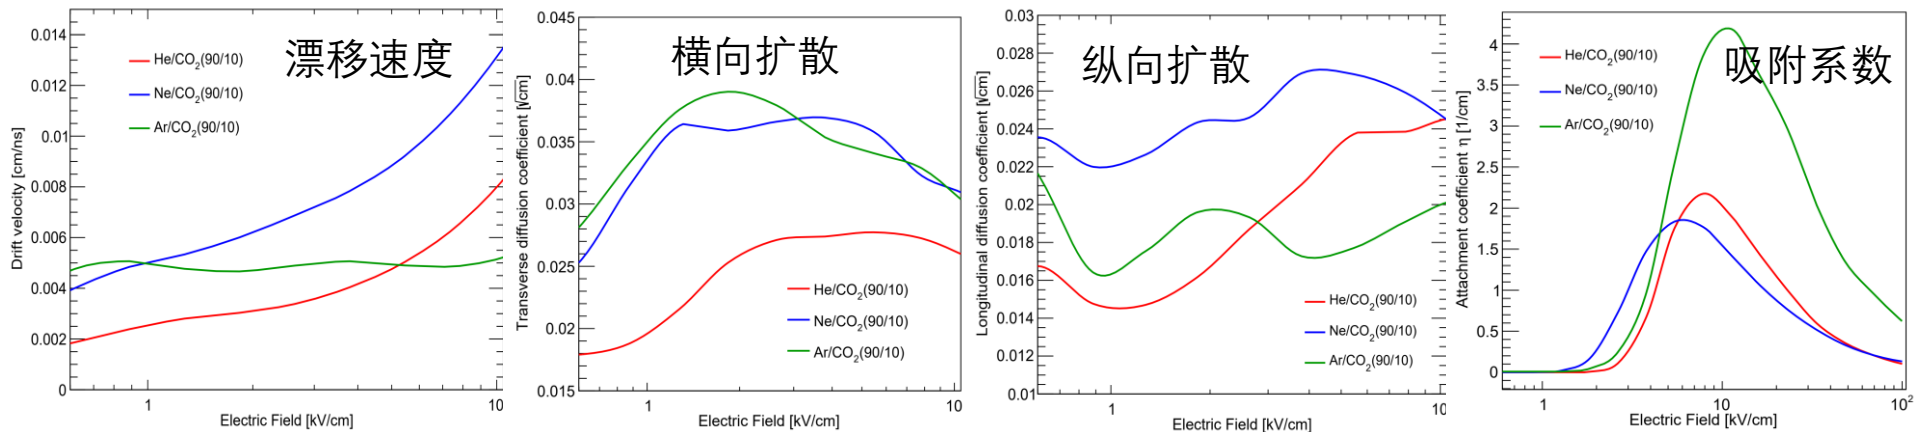 漂移速度
0.014
0.012
0.01
0.008
0.006
0.004
0.002
0
Drift velocity [cm/ns]
He/CO2(90/10)
Ne/CO2(90/10)
Ar/CO2(90/10)
1
10
Electric Field [kV/cm]
横向扩散
0.045
0.04
0.035
0.03
0.025
0.02
0.015
Transverse diffusion coefficient [√cm]
He/CO2(90/10)
Ne/CO2(90/10)
Ar/CO2(90/10)
1
10
Electric Field [kV/cm]
纵向扩散
0.03
0.028
0.026
0.024
0.022
0.02
0.018
0.016
0.014
0.012
0.01
Longitudinal diffusion coefficient [√cm]
He/CO2(90/10)
Ne/CO2(90/10)
Ar/CO2(90/10)
1
10
Electric Field [kV/cm]
吸附系数
4
3.5
3
2.5
2
1.5
1
0.5
0
Attachment coefficient η [1/cm]
He/CO2(90/10)
Ne/CO2(90/10)
Ar/CO2(90/10)
1
10
10²
Electric Field [kV/cm]